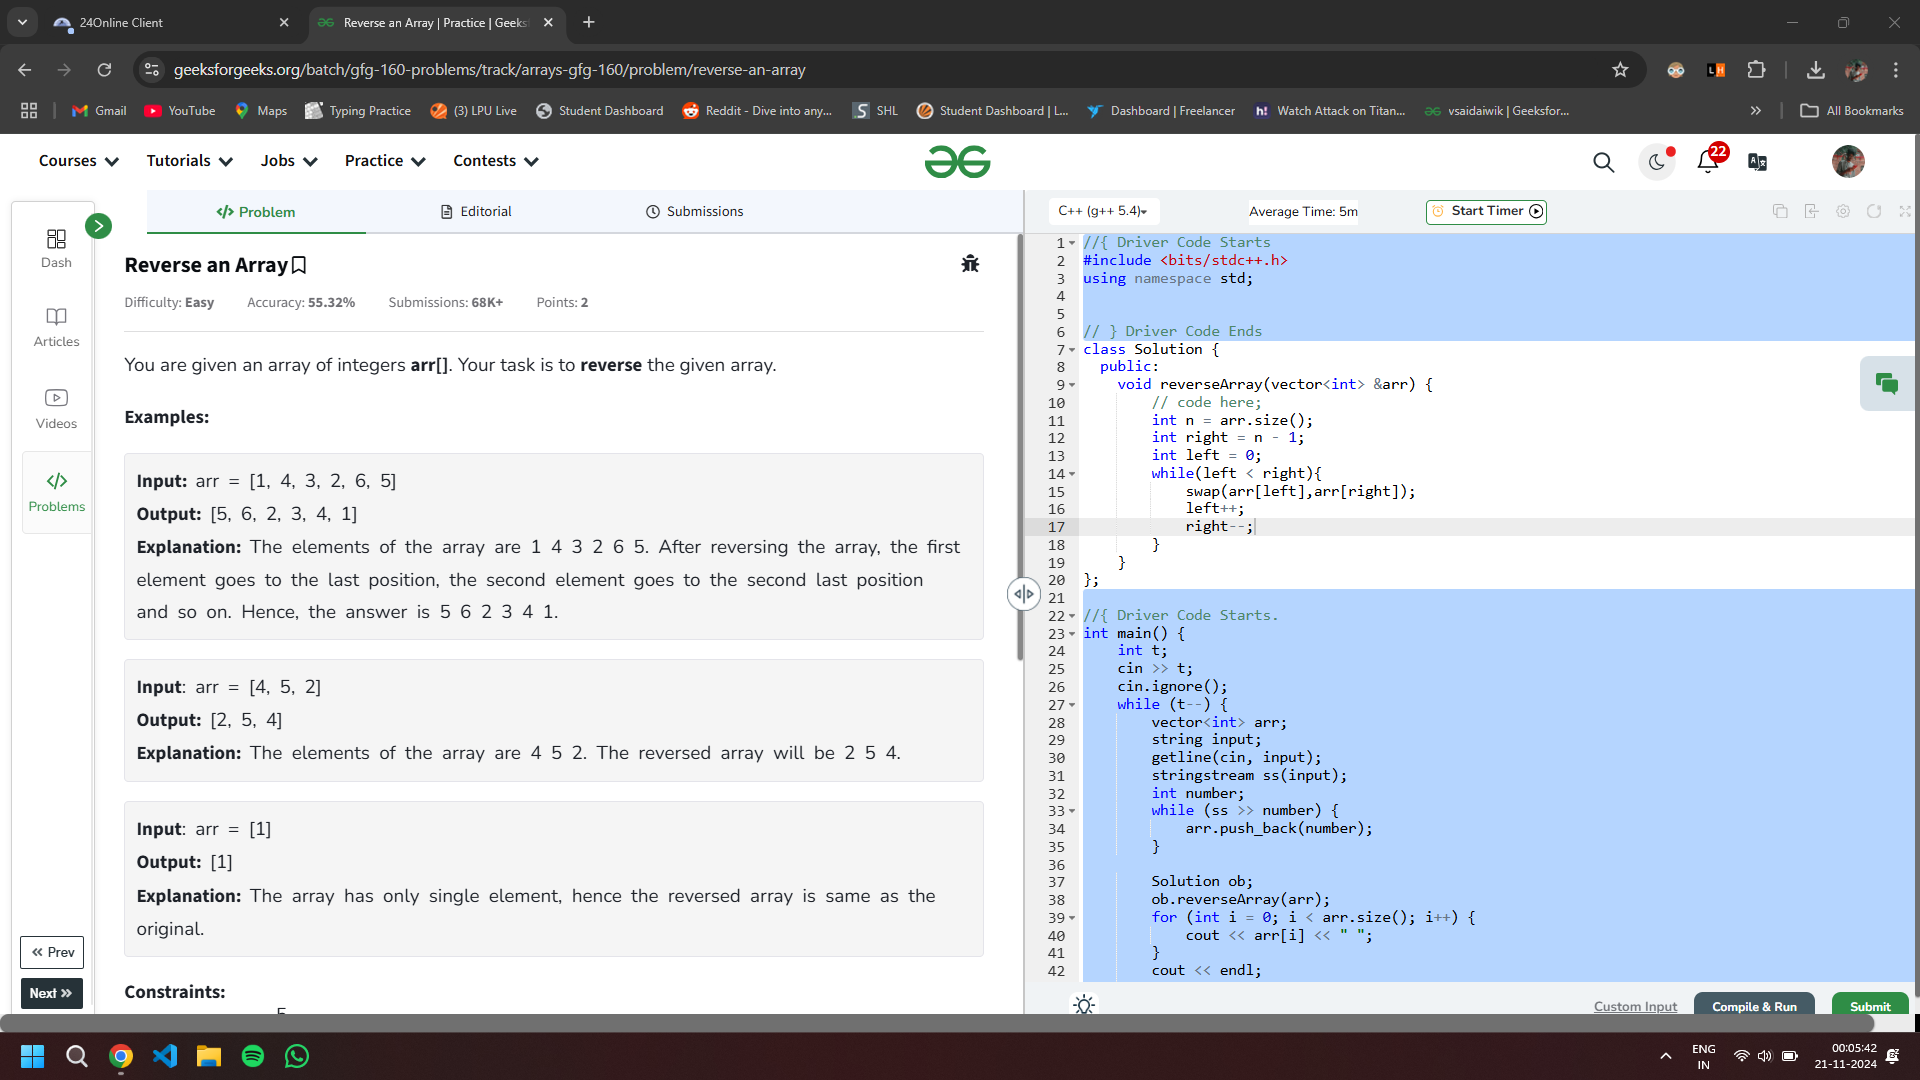 24Online Client
Reverse an Array | Practice | Geeks
geeksforgeeks.org/batch/gfg-160-problems/track/arrays-gfg-160/problem/reverse-an-array
Gmail
YouTube
Maps
Typing Practice
(3) LPU Live
Student Dashboard
Reddit - Dive into any...
SHL
Student Dashboard | L...
Dashboard | Freelancer
Watch Attack on Titan...
vsaidaiwik | Geeksfor...
All Bookmarks
Courses
Tutorials
Jobs
Practice
Contests
22
Dash
Articles
Videos
Problems
Prev
Next
Problem
Editorial
Submissions
Reverse an Array
Difficulty: Easy Accuracy: 55.32% Submissions: 68K+ Points: 2
You are given an array of integers arr[]. Your task is to reverse the given array.
Examples:
Input: arr = [1, 4, 3, 2, 6, 5]
Output: [5, 6, 2, 3, 4, 1]
Explanation: The elements of the array are 1 4 3 2 6 5. After reversing the array, the first
element goes to the last position, the second element goes to the second last position
and so on. Hence, the answer is 5 6 2 3 4 1.
Input: arr = [4, 5, 2]
Output: [2, 5, 4]
Explanation: The elements of the array are 4 5 2. The reversed array will be 2 5 4.
Input: arr = [1]
Output: [1]
Explanation: The array has only single element, hence the reversed array is same as the
original.
Constraints:
C++ (g++ 5.4)
Average Time: 5m
Start Timer
1 //{ Driver Code Starts
2 #include <bits/stdc++.h>
3 using namespace std;
4
5
6 // } Driver Code Ends
7 class Solution {
8 public:
9 void reverseArray(vector<int> &arr) {
10 // code here;
11 int n = arr.size();
12 int right = n - 1;
13 int left = 0;
14 while(left < right){
15 swap(arr[left],arr[right]);
16 left++;
17 right--;
18 }
19 }
20 };
21
22 //{ Driver Code Starts.
23 int main() {
24 int t;
25 cin >> t;
26 cin.ignore();
27 while (t--) {
28 vector<int> arr;
29 string input;
30 getline(cin, input);
31 stringstream ss(input);
32 int number;
33 while (ss >> number) {
34 arr.push_back(number);
35 }
36
37 Solution ob;
38 ob.reverseArray(arr);
39 for (int i = 0; i < arr.size(); i++) {
40 cout << arr[i] << " ";
41 }
42 cout << endl;
Custom Input
Compile & Run
Submit
ENG
IN
00:05:42
21-11-2024